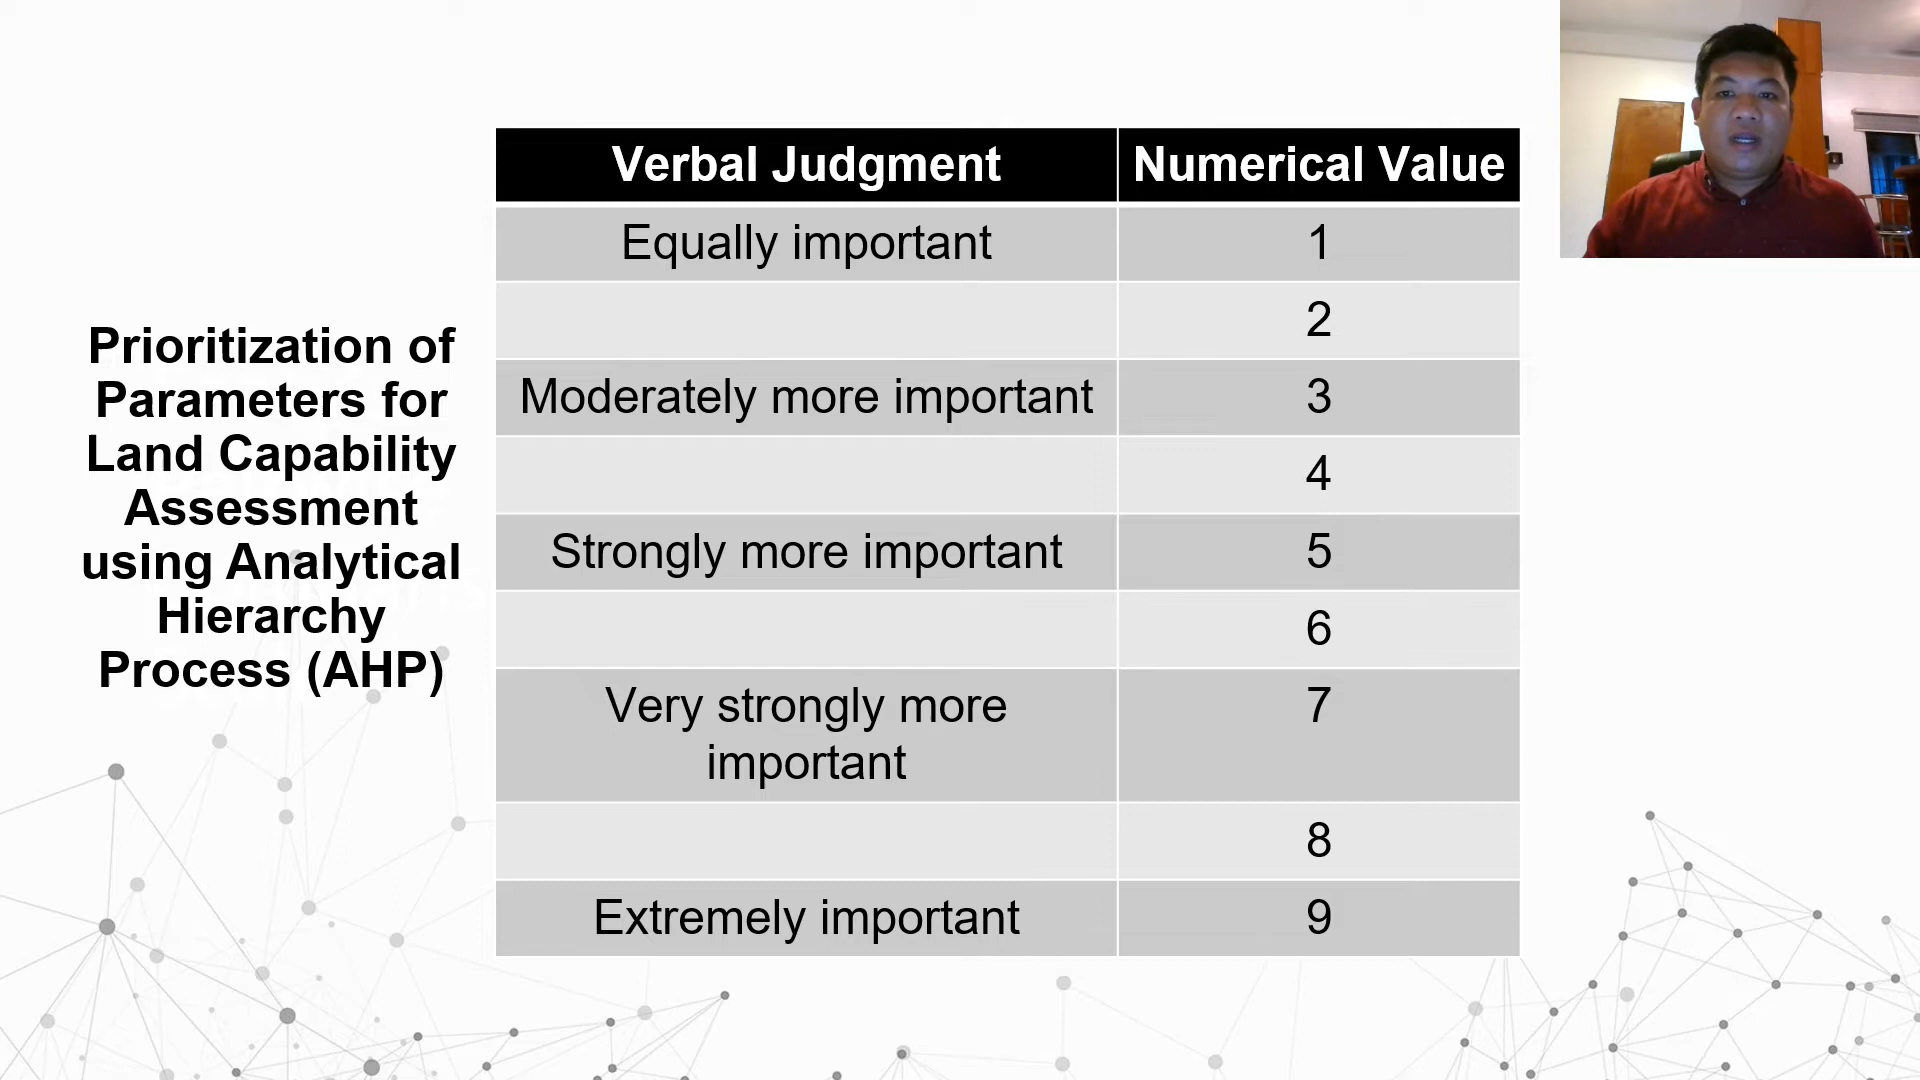 Prioritization of
Parameters for
Land Capability
Assessment
using Analytical
Hierarchy
Process (AHP)
Verbal Judgment Numerical Value
Equally important 1
2
Moderately more important 3
4
Strongly more important 5
6
Very strongly more 7
important
8
Extremely important 9